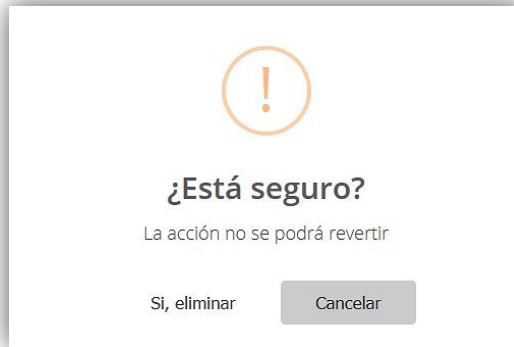 !
¿Está seguro?
La acción no se podrá revertir
Si, eliminar Cancelar